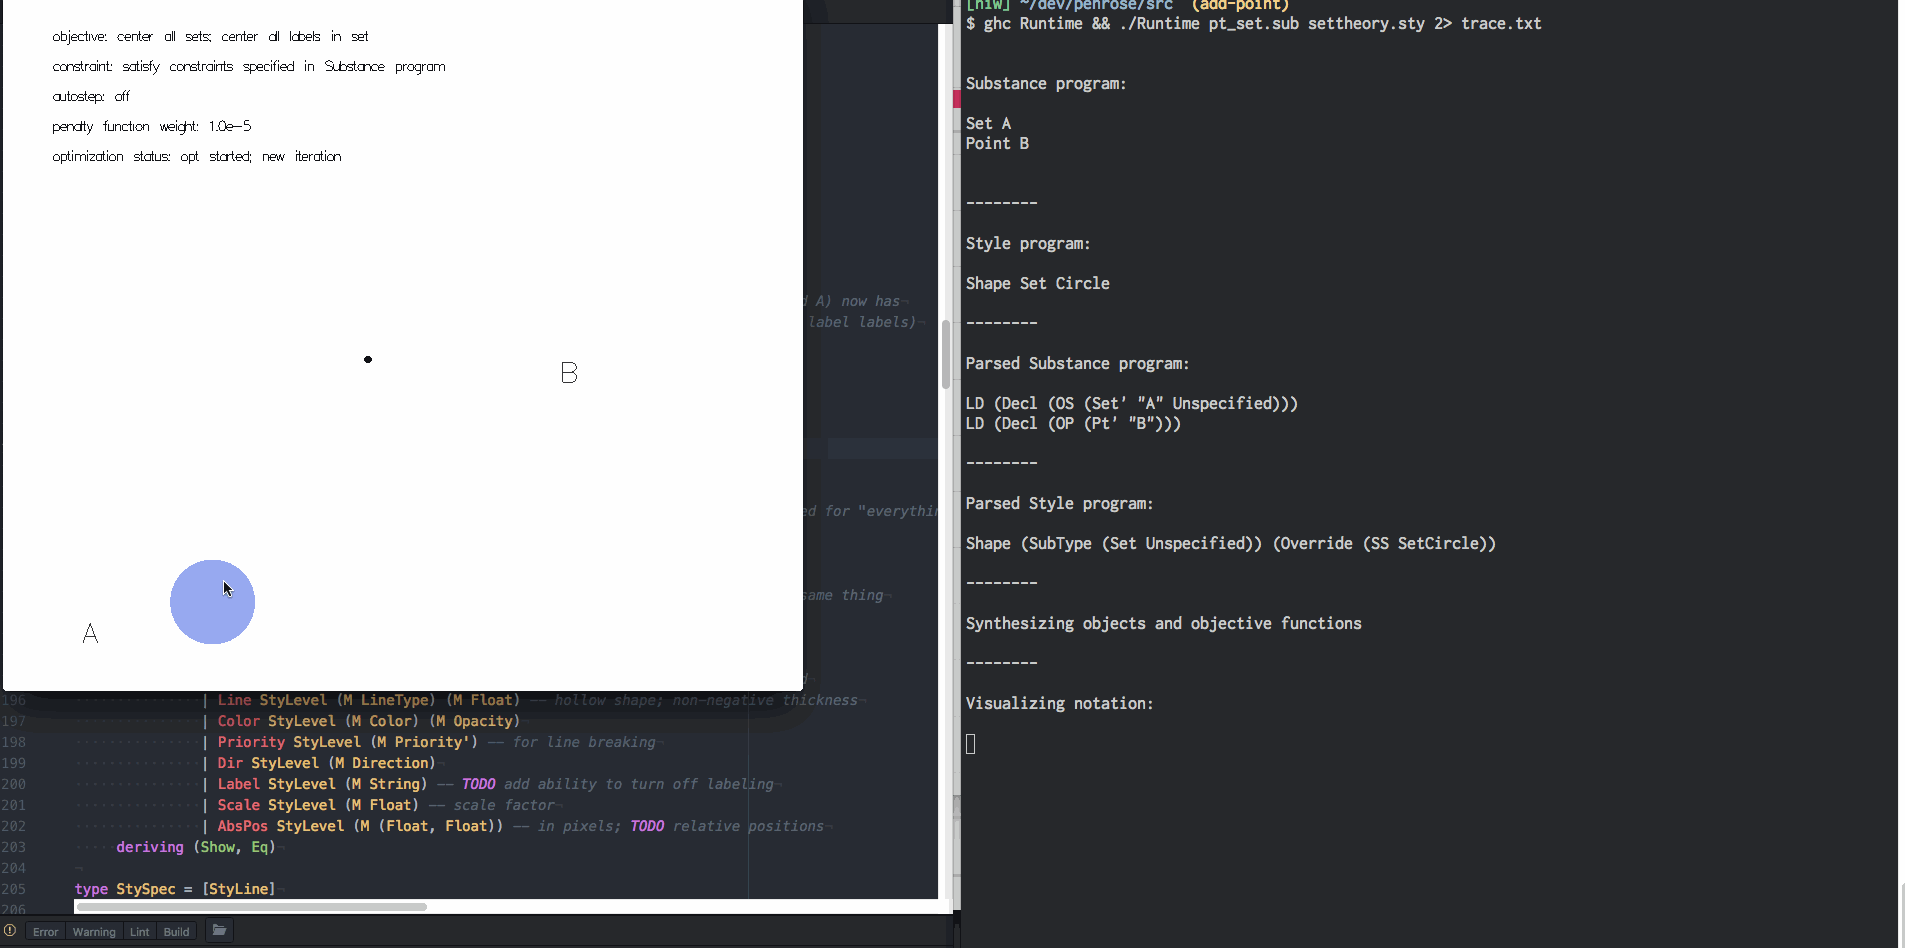 objective: center all sets; center all labels in set
constraint: satisfy constraints specified in Substance program
autostep: off
penalty function weight: 1.0e-5
optimization status: opt started; new iteration
B
A
d A) now has
label labels)
ed for "everythin
same thing
196 | Line StyLevel (M LineType) (M Float) -- hollow shape; non-negative thickness
197 | Color StyLevel (M Color) (M Opacity)
198 | Priority StyLevel (M Priority') -- for line breaking
199 | Dir StyLevel (M Direction)
200 | Label StyLevel (M String) -- TODO add ability to turn off labeling
201 | Scale StyLevel (M Float) -- scale factor
202 | AbsPos StyLevel (M (Float, Float)) -- in pixels; TODO relative positions
203 deriving (Show, Eq)
204
205 type StySpec = [StyLine]
206
Error Warning Lint Build
[niw] ~/dev/penrose/src (add-point)
$ ghc Runtime && ./Runtime pt_set.sub settheory.sty 2> trace.txt
Substance program:
Set A
Point B
--------
Style program:
Shape Set Circle
--------
Parsed Substance program:
LD (Decl (OS (Set' "A" Unspecified)))
LD (Decl (OP (Pt' "B")))
--------
Parsed Style program:
Shape (SubType (Set Unspecified)) (Override (SS SetCircle))
--------
Synthesizing objects and objective functions
--------
Visualizing notation: